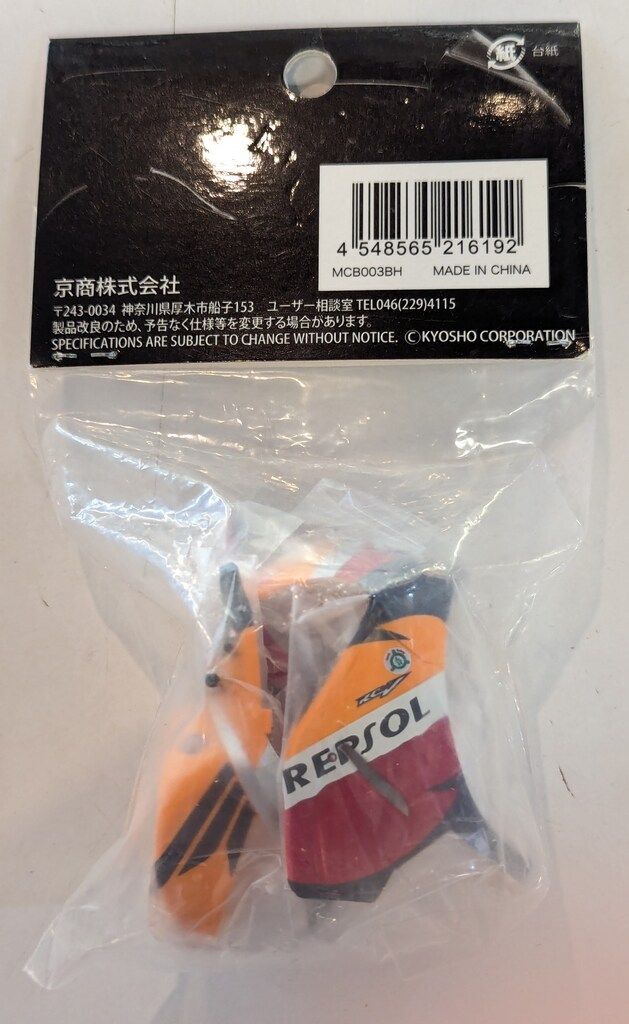 紙 台紙
4 548565 216192
MCB003BH MADE IN CHINA
京商株式会社
〒243-0034 神奈川県厚木市船子153 ユーザー相談室 TEL046(229)4115
製品改良のため、予告なく仕様等を変更する場合があります。
SPECIFICATIONS ARE SUBJECT TO CHANGE WITHOUT NOTICE. ©KYOSHO CORPORATION
RCV
REPSOL